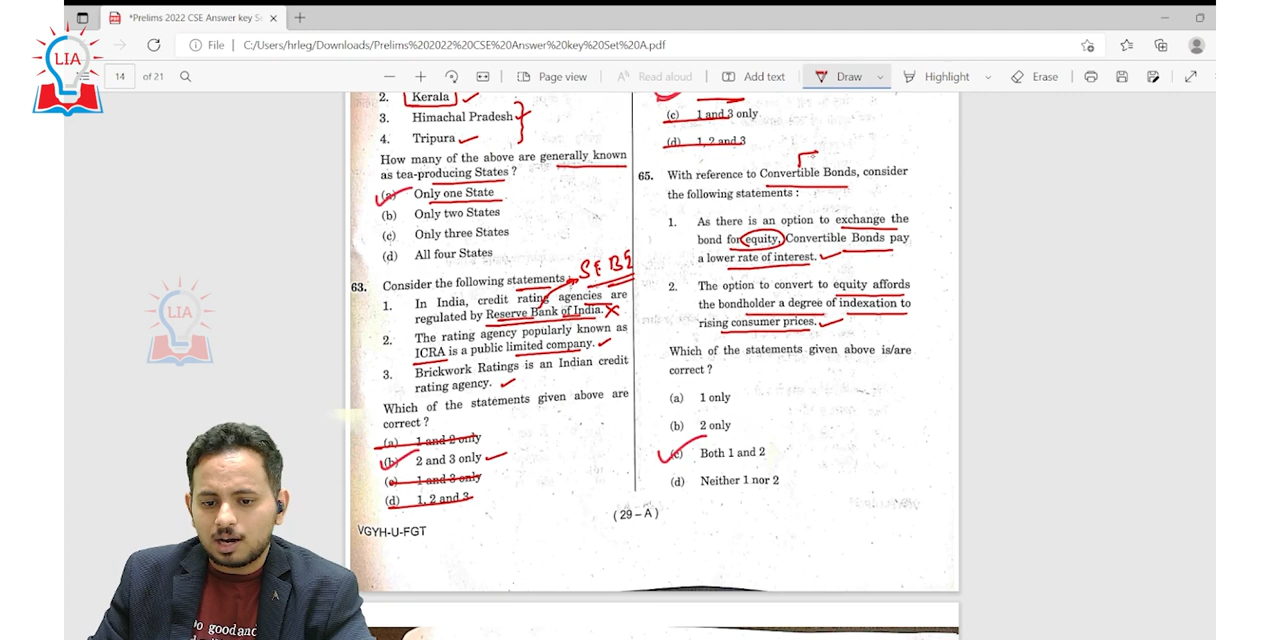 *Prelims 2022 CSE Answer key Se
File
C:/Users/hrleg/Downloads/Prelims%202022%20CSE%20Answer%20key%20Set%20A.pdf
LIA
14 of 21
Page view
Read aloud
Add text
Draw
Highlight
Erase
2. Kerala
3. Himachal Pradesh
4. Tripura
How many of the above are generally known
as tea-producing States ?
(a) Only one State
(b) Only two States
(c) Only three States
(d) All four States
63. Consider the following statements :
SEBI
1. In India, credit rating agencies are
regulated by Reserve Bank of India.
2. The rating agency popularly known as
ICRA is a public limited company.
3. Brickwork Ratings is an Indian credit
rating agency.
Which of the statements given above are
correct ?
(a) 1 and 2 only
(b) 2 and 3 only
(c) 1 and 3 only
(d) 1, 2 and 3
VGYH-U-FGT
(c) 1 and 3 only
(d) 1, 2 and 3
65. With reference to Convertible Bonds, consider
the following statements :
1. As there is an option to exchange the
bond for equity, Convertible Bonds pay
a lower rate of interest.
2. The option to convert to equity affords
the bondholder a degree of indexation to
rising consumer prices.
Which of the statements given above is/are
correct ?
(a) 1 only
(b) 2 only
(c) Both 1 and 2
(d) Neither 1 nor 2
(29 – A)
LIA
o good and